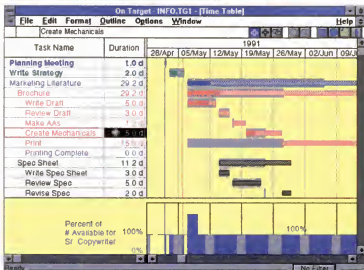 On Target - INFO.TG1 - [Time Table]
File Edit Format Outline Options Window Help
Create Mechanicals
Task Name Duration 1991
28/Apr 05/May 12/May 19/May 26/May 02/Jun 09/J
Planning Meeting 1.0 d
Write Strategy 2.0 d
Marketing Literature 29.2 d
Brochure 29.2 d
Write Draft 5.0 d
Review Draft 3.0 d
Make AAs 1.2 d
Create Mechanicals 5.0 d
Print 15.0 d
Printing Complete 0.0 d
Spec Sheet 11.2 d
Write Spec Sheet 3.0 d
Review Spec 5.0 d
Revise Spec 2.0 d
Percent of
# Available for 100% 100%
Sr Copywriter
0%
Ready No Filter